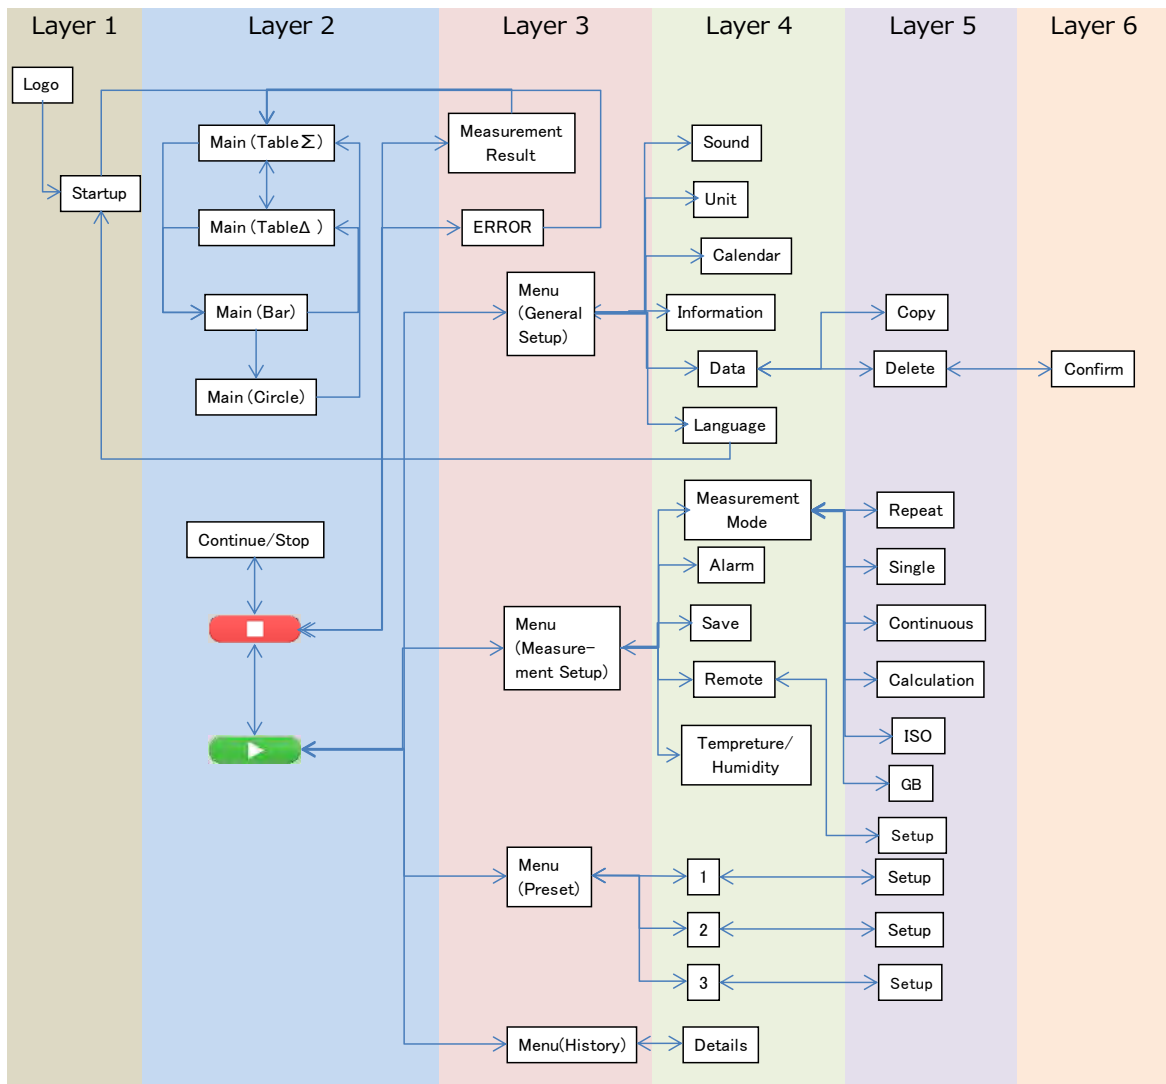 Layer 1
Layer 2
Layer 3
Layer 4
Layer 5
Layer 6
Logo
Startup
Main (Table Σ)
Main (TableΔ )
Main (Bar)
Main (Circle)
Continue/Stop
Measurement
Result
ERROR
Menu
(General
Setup)
Menu
(Measure-
ment Setup)
Menu
(Preset)
Menu(History)
Sound
Unit
Calendar
Information
Data
Language
Measurement
Mode
Alarm
Save
Remote
Tempreture/
Humidity
1
2
3
Details
Copy
Delete
Repeat
Single
Continuous
Calculation
ISO
GB
Setup
Setup
Setup
Setup
Confirm